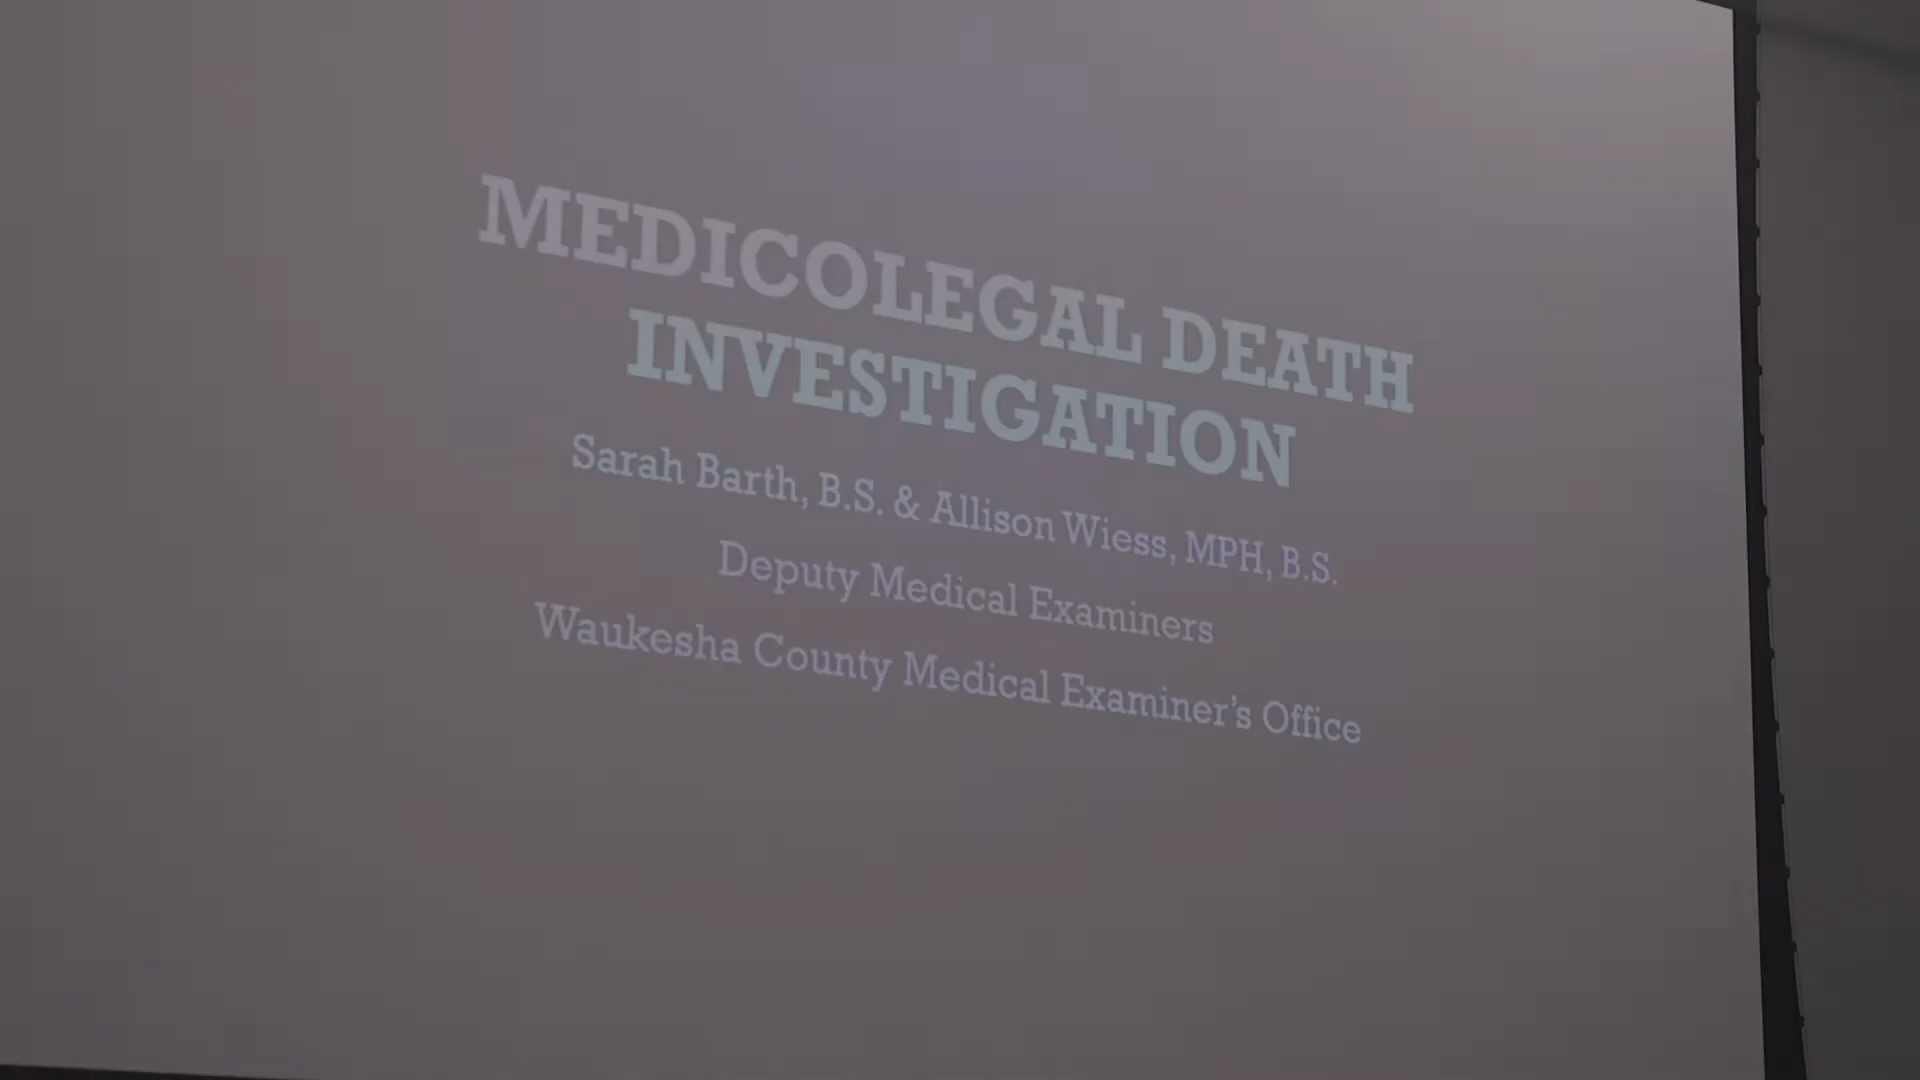 MEDICOLEGAL DEATH
INVESTIGATION
Sarah Barth, B.S. & Allison Wiess, MPH, B.S.
Deputy Medical Examiners
Waukesha County Medical Examiner’s Office